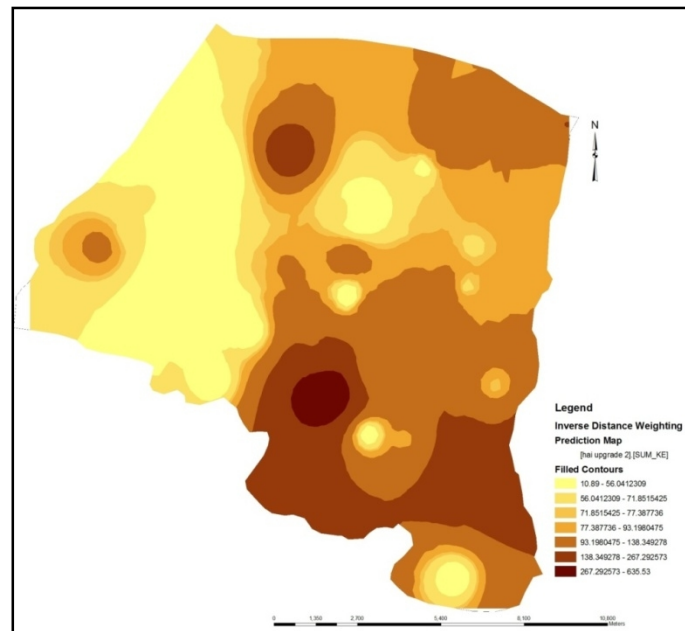 N
Legend
Inverse Distance Weighting
Prediction Map
[hai upgrade 2].[SUM_KE]
Filled Contours
10.89 - 56.0412309
56.0412309 - 71.8515425
71.8515425 - 77.387736
77.387736 - 93.1980475
93.1980475 - 138.349278
138.349278 - 267.292573
267.292573 - 635.53
0 1,350 2,700 5,400 8,100 10,800
Meters